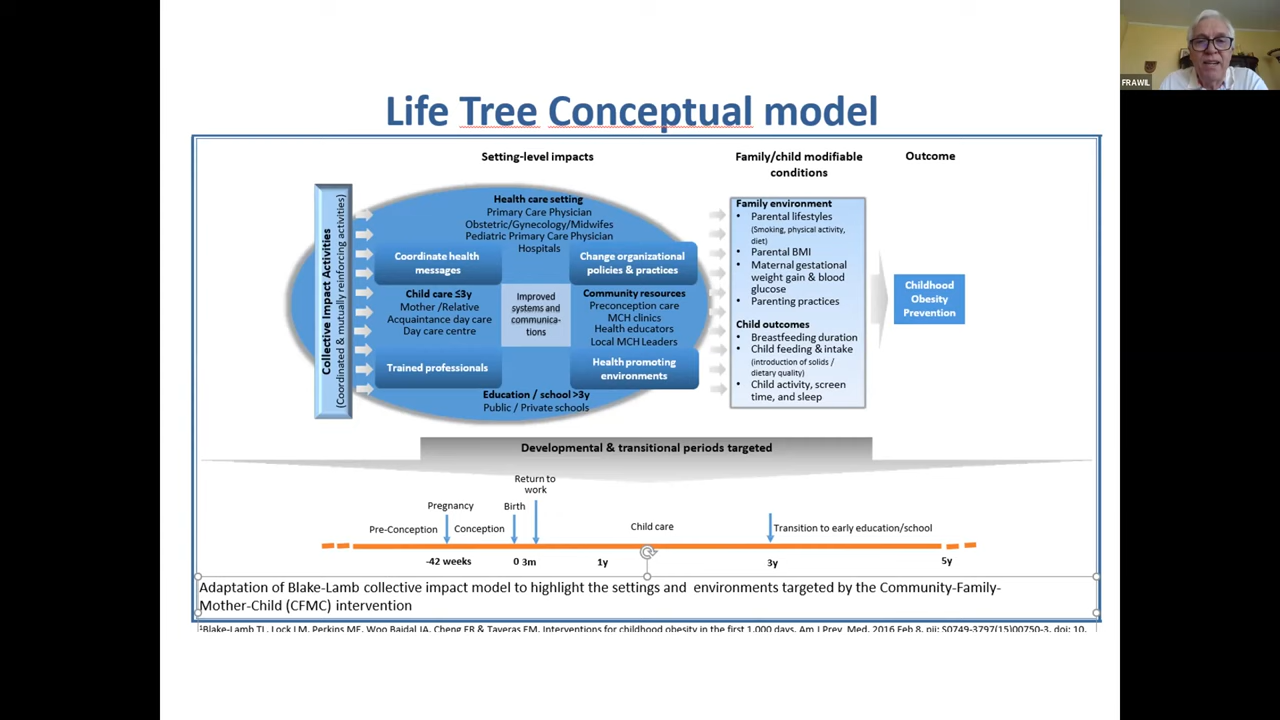 FRAWIL
Life Tree Conceptual model
Setting-level impacts
Family/child modifiable
conditions
Outcome
Collective Impact Activities
(Coordinated & mutually reinforcing activities)
Health care setting
Primary Care Physician
Obstetric/Gynecology/Midwifes
Pediatric Primary Care Physician
Hospitals
Coordinate health
messages
Change organizational
policies & practices
Child care ≤3y
Mother /Relative
Acquaintance day care
Day care centre
Improved
systems and
communica-
tions
Community resources
Preconception care
MCH clinics
Health educators
Local MCH Leaders
Trained professionals
Health promoting
environments
Education / school >3y
Public / Private schools
Family environment
• Parental lifestyles
(Smoking, physical activity,
diet)
• Parental BMI
• Maternal gestational
weight gain & blood
glucose
• Parenting practices
Child outcomes
• Breastfeeding duration
• Child feeding & intake
(introduction of solids /
dietary quality)
• Child activity, screen
time, and sleep
Childhood
Obesity
Prevention
Developmental & transitional periods targeted
Return to
work
Pregnancy
Birth
Pre-Conception
Conception
Child care
Transition to early education/school
-42 weeks
0 3m
1y
3y
5y
Adaptation of Blake-Lamb collective impact model to highlight the settings and environments targeted by the Community-Family-
Mother-Child (CFMC) intervention
¹Blake-Lamb TL, Lock LM, Perkins ME, Woo Baidal JA, Cheng ER & Taveras EM. Interventions for childhood obesity in the first 1,000 days. Am J Prev Med. 2016 Feb 8. pii: S0749-3797(15)00750-3. doi: 10.